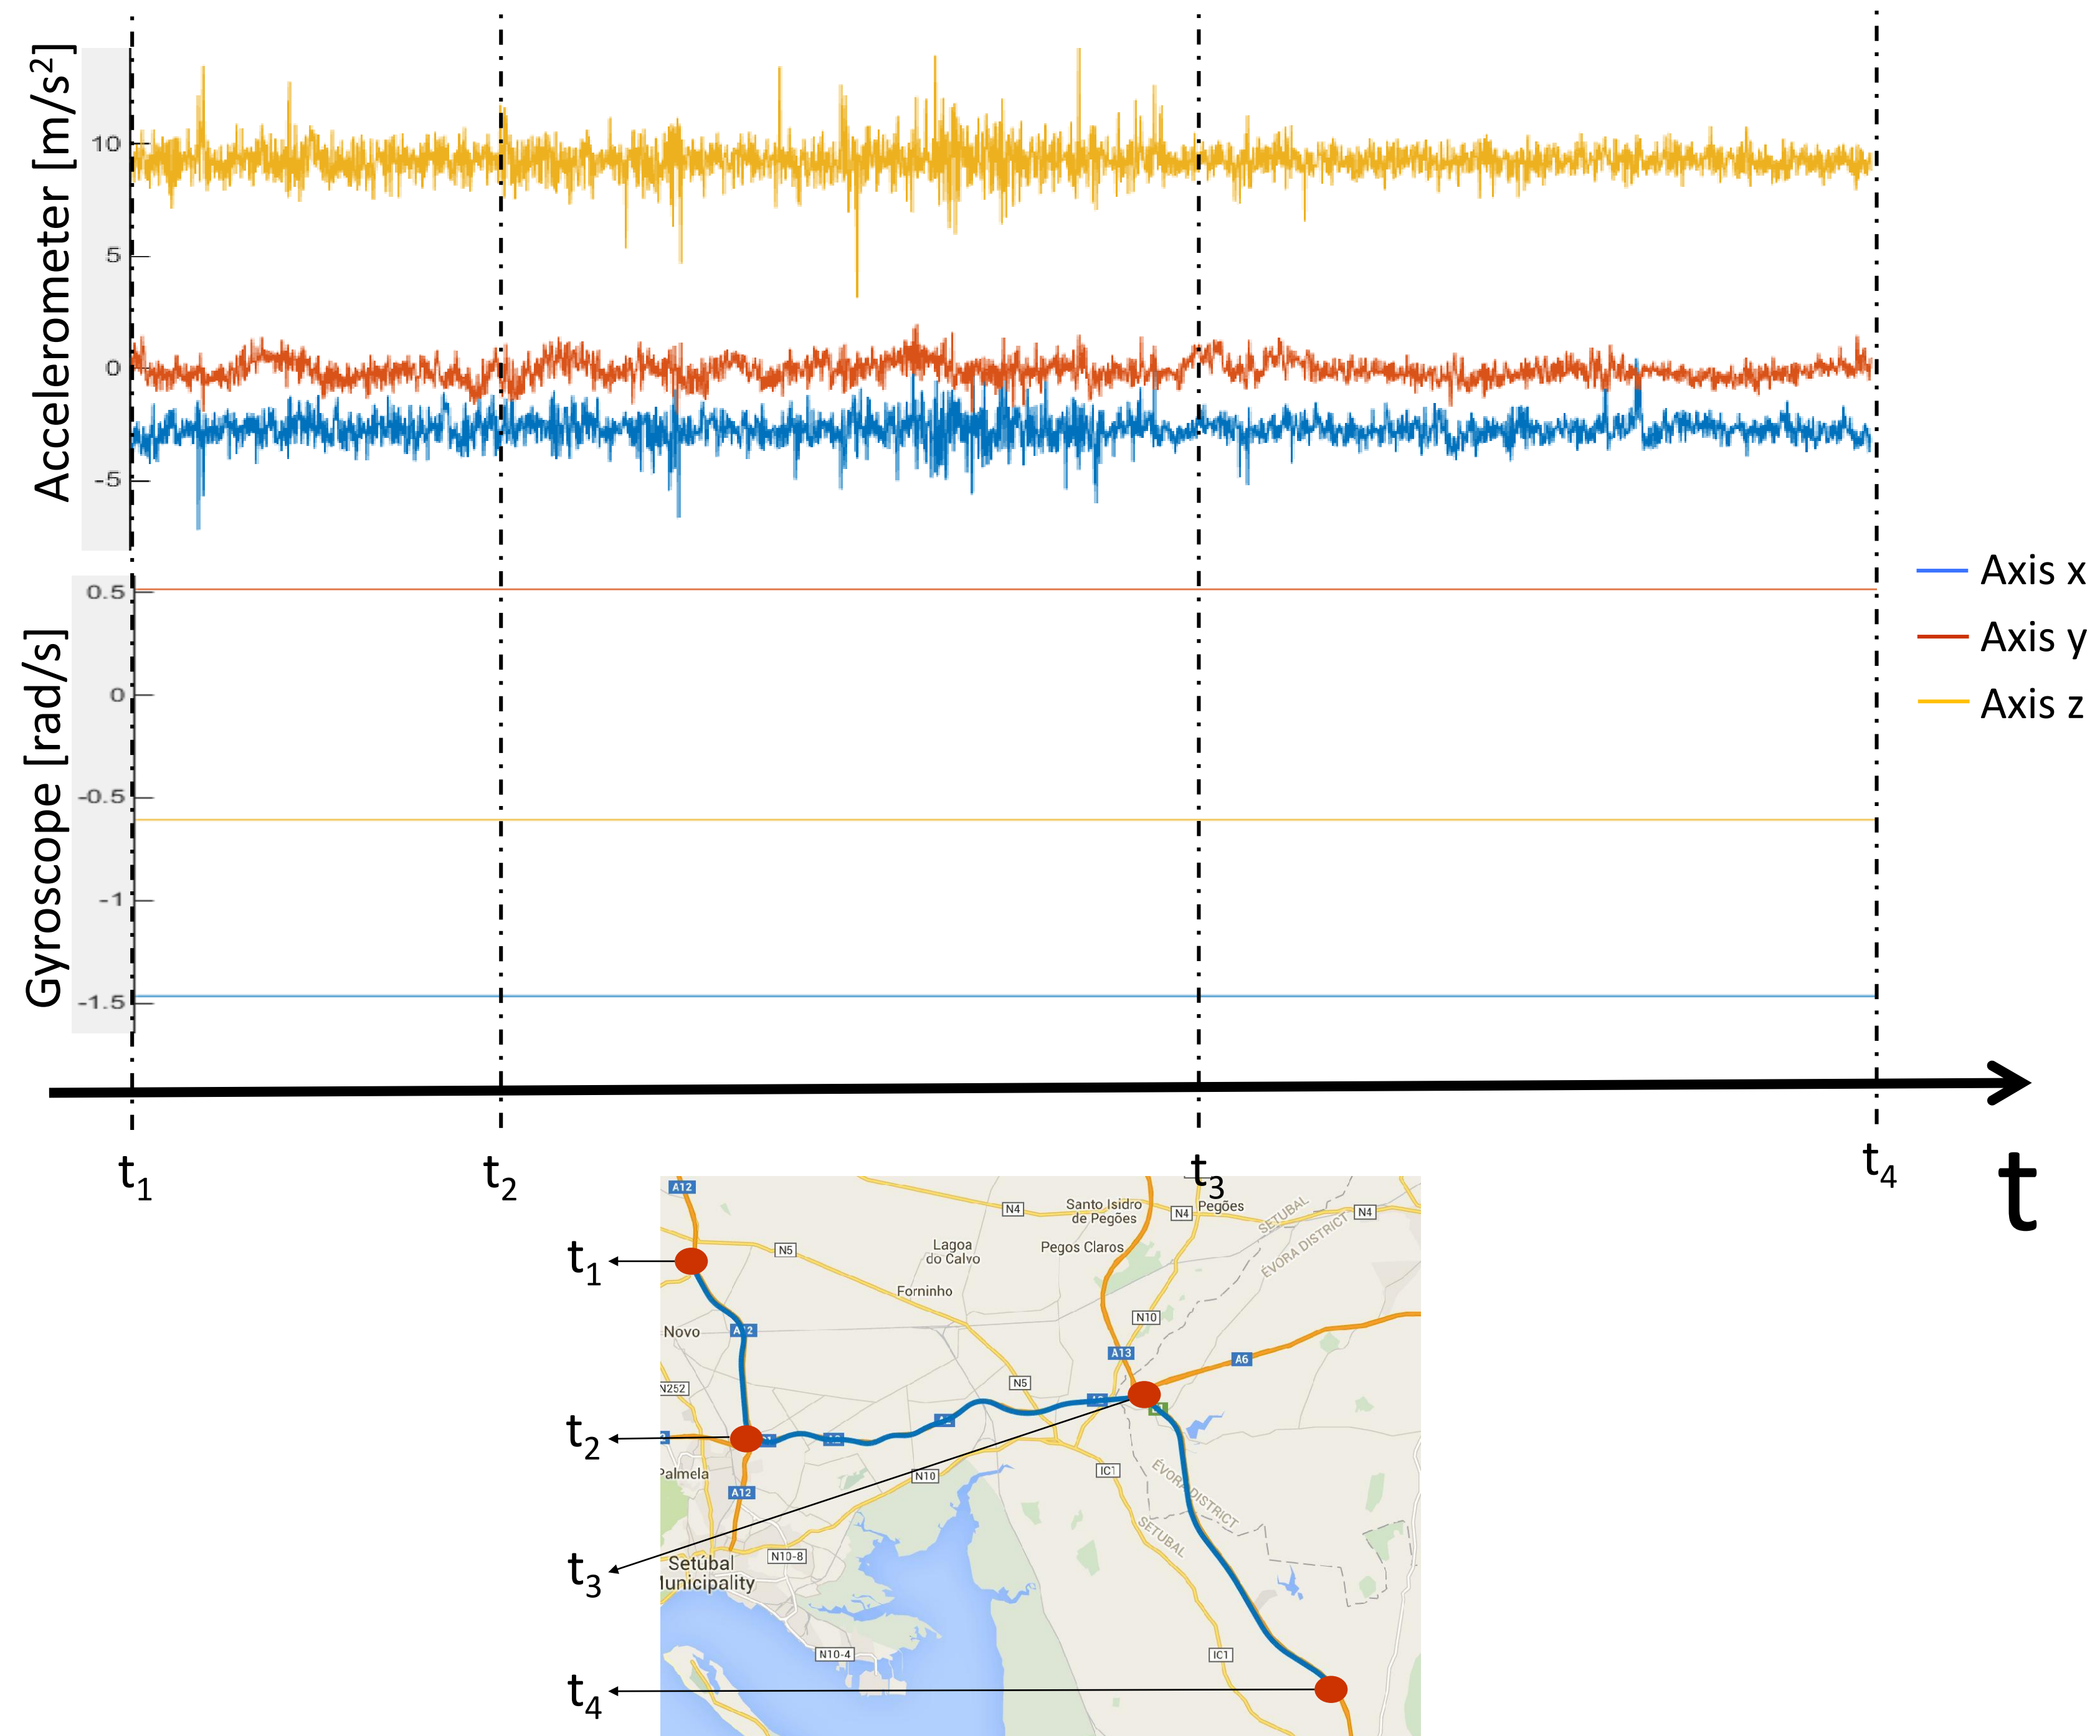 Accelerometer [m/s²]
10
5
0
-5
Gyroscope [rad/s]
0.5
0
-0.5
-1
-1.5
Axis x
Axis y
Axis z
t₁
t₂
t₃
t₄
t
t₁
t₂
t₃
t₄
A12
N5
N4
Santo Isidro
de Pegões
N4
Pegões
N4
SETUBAL
ÉVORA DISTRICT
Lagoa
do Calvo
Pegos Claros
Forninho
N10
Novo
A12
A13
A6
N252
N5
Palmela
A12
N10
IC1
ÉVORA DISTRICT
SETUBAL
N10-8
Setúbal
Municipality
N10-4
IC1